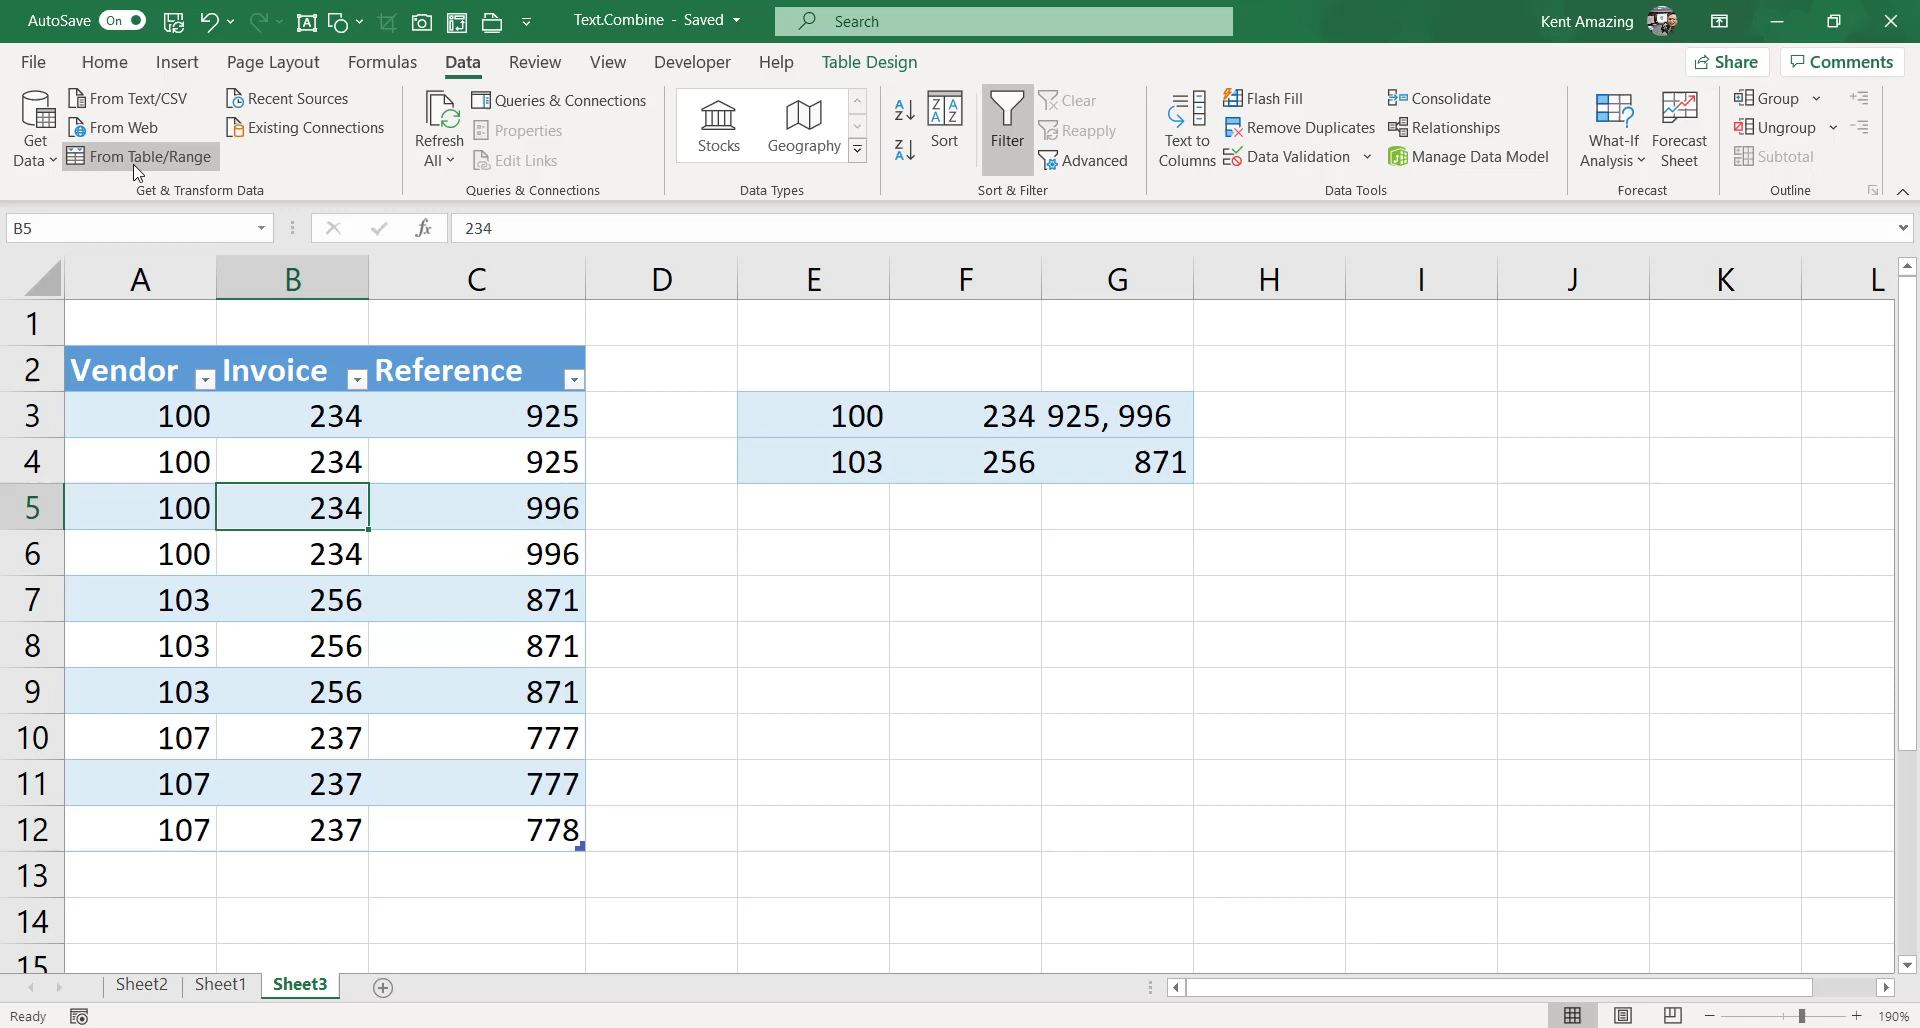 AutoSave On Text.Combine - Saved Search Kent Amazing
File Home Insert Page Layout Formulas Data Review View Developer Help Table Design Share Comments
Get Data
From Text/CSV
From Web
From Table/Range
Recent Sources
Existing Connections
Get & Transform Data
Refresh All
Queries & Connections
Properties
Edit Links
Queries & Connections
Stocks Geography
Data Types
Sort
Filter
Clear
Reapply
Advanced
Sort & Filter
Text to Columns
Flash Fill
Remove Duplicates
Data Validation
Consolidate
Relationships
Manage Data Model
Data Tools
What-If Analysis
Forecast Sheet
Forecast
Group
Ungroup
Subtotal
Outline
B5 fx 234
A B C D E F G H I J K L
1
2 Vendor Invoice Reference
3 100 234 925 100 234 925, 996
4 100 234 925 103 256 871
5 100 234 996
6 100 234 996
7 103 256 871
8 103 256 871
9 103 256 871
10 107 237 777
11 107 237 777
12 107 237 778
13
14
15
Sheet2 Sheet1 Sheet3
Ready 190%